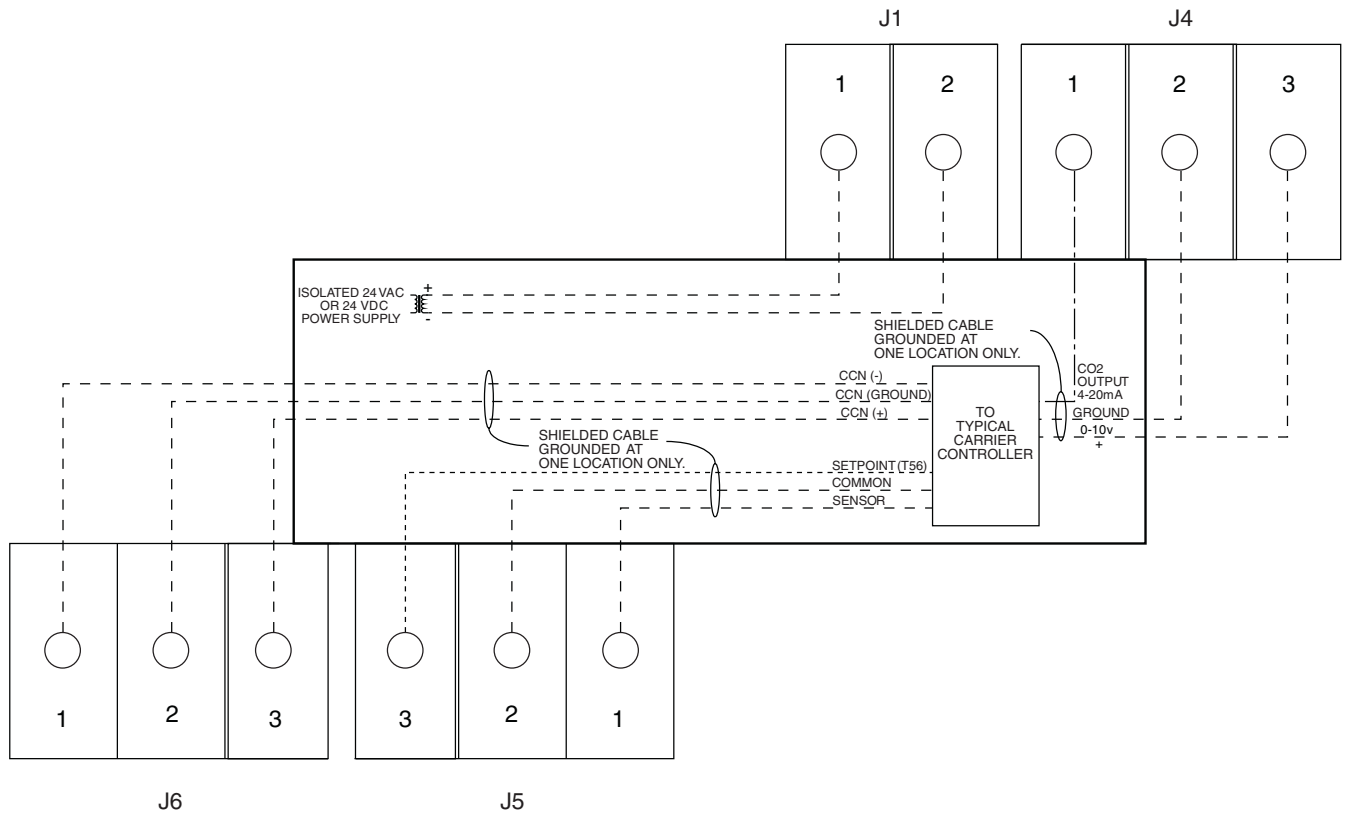 J1
J4
1
2
1
2
3
ISOLATED 24 VAC
OR 24 VDC
POWER SUPPLY
+
-
SHIELDED CABLE
GROUNDED AT
ONE LOCATION ONLY.
CCN (-)
CCN (GROUND)
CCN (+)
TO
TYPICAL
CARRIER
CONTROLLER
CO2
OUTPUT
4-20mA
GROUND
0-10v
+
SHIELDED CABLE
GROUNDED AT
ONE LOCATION ONLY.
SETPOINT (T56)
COMMON
SENSOR
1
2
3
3
2
1
J6
J5